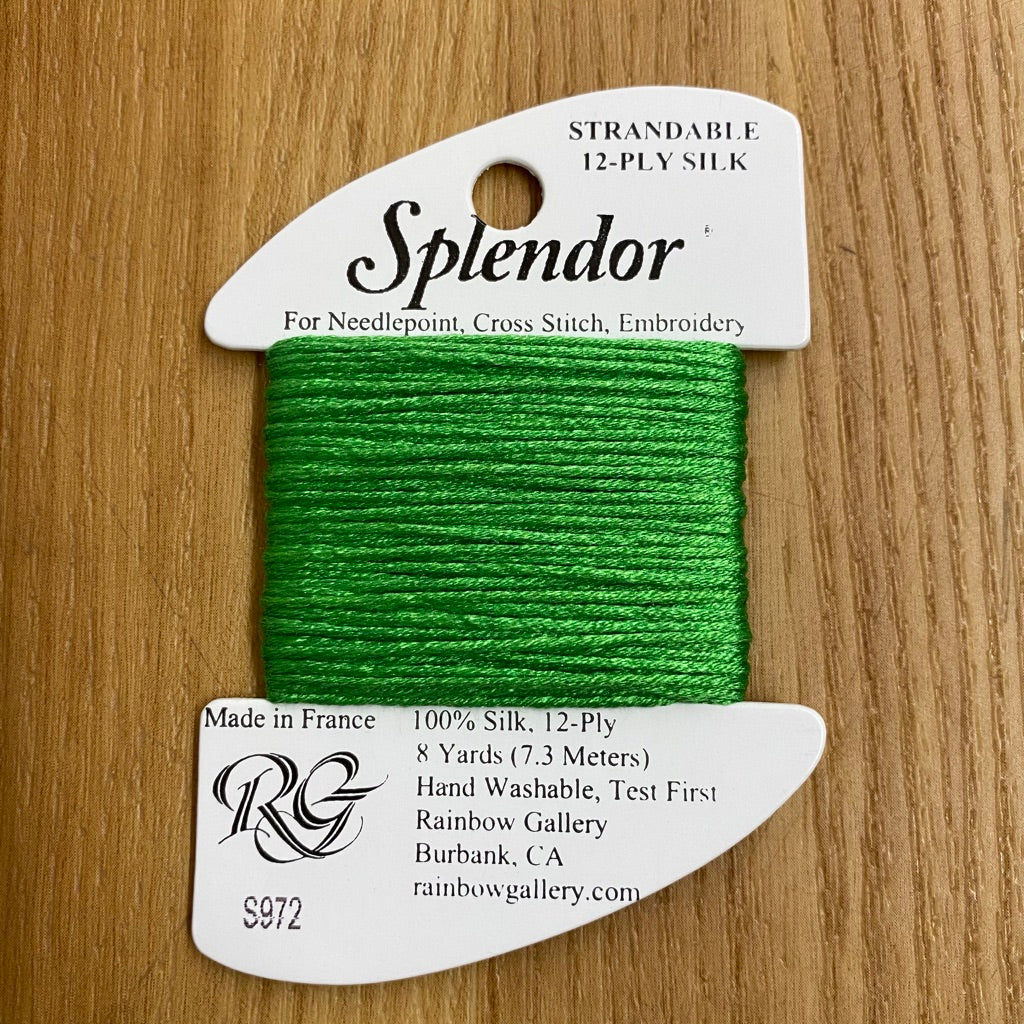 STRANDABLE
12-PLY SILK
Splendor ®
For Needlepoint, Cross Stitch, Embroidery
Made in France
RG
S972
100% Silk, 12-Ply
8 Yards (7.3 Meters)
Hand Washable, Test First
Rainbow Gallery
Burbank, CA
rainbowgallery.com